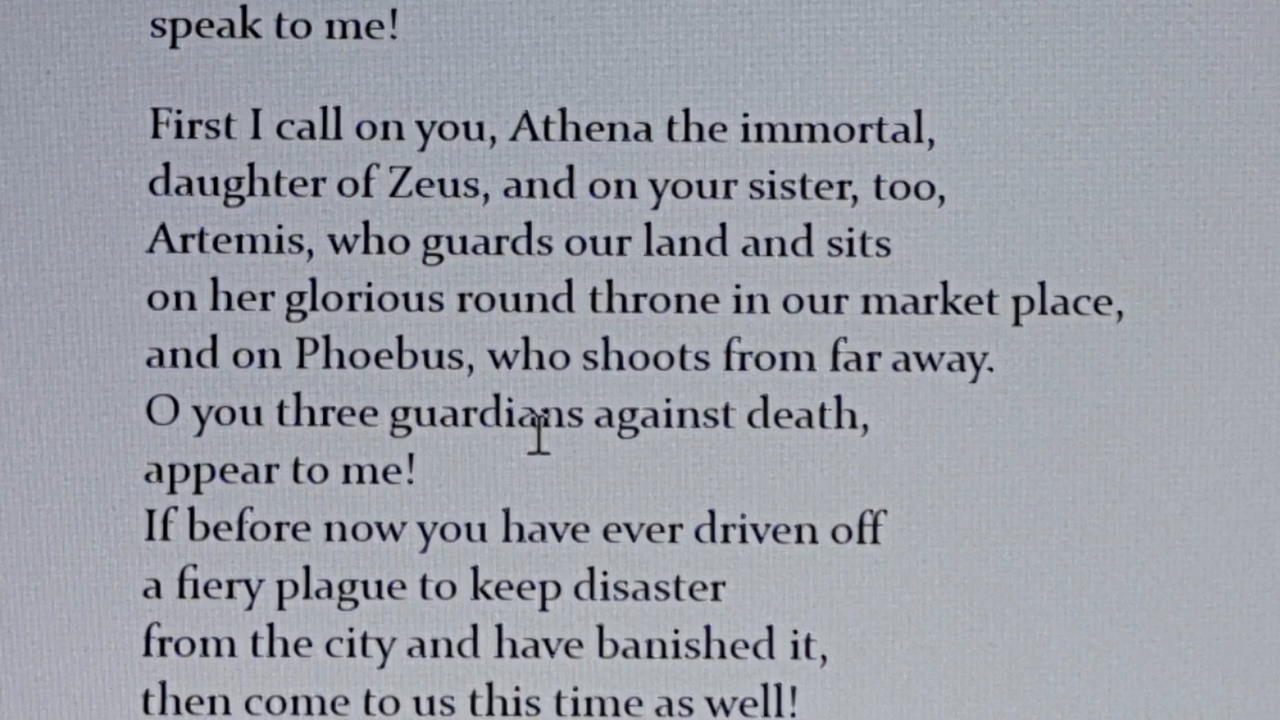 speak to me!
First I call on you, Athena the immortal,
daughter of Zeus, and on your sister, too,
Artemis, who guards our land and sits
on her glorious round throne in our market place,
and on Phoebus, who shoots from far away.
O you three guardians against death,
appear to me!
If before now you have ever driven off
a fiery plague to keep disaster
from the city and have banished it,
then come to us this time as well!